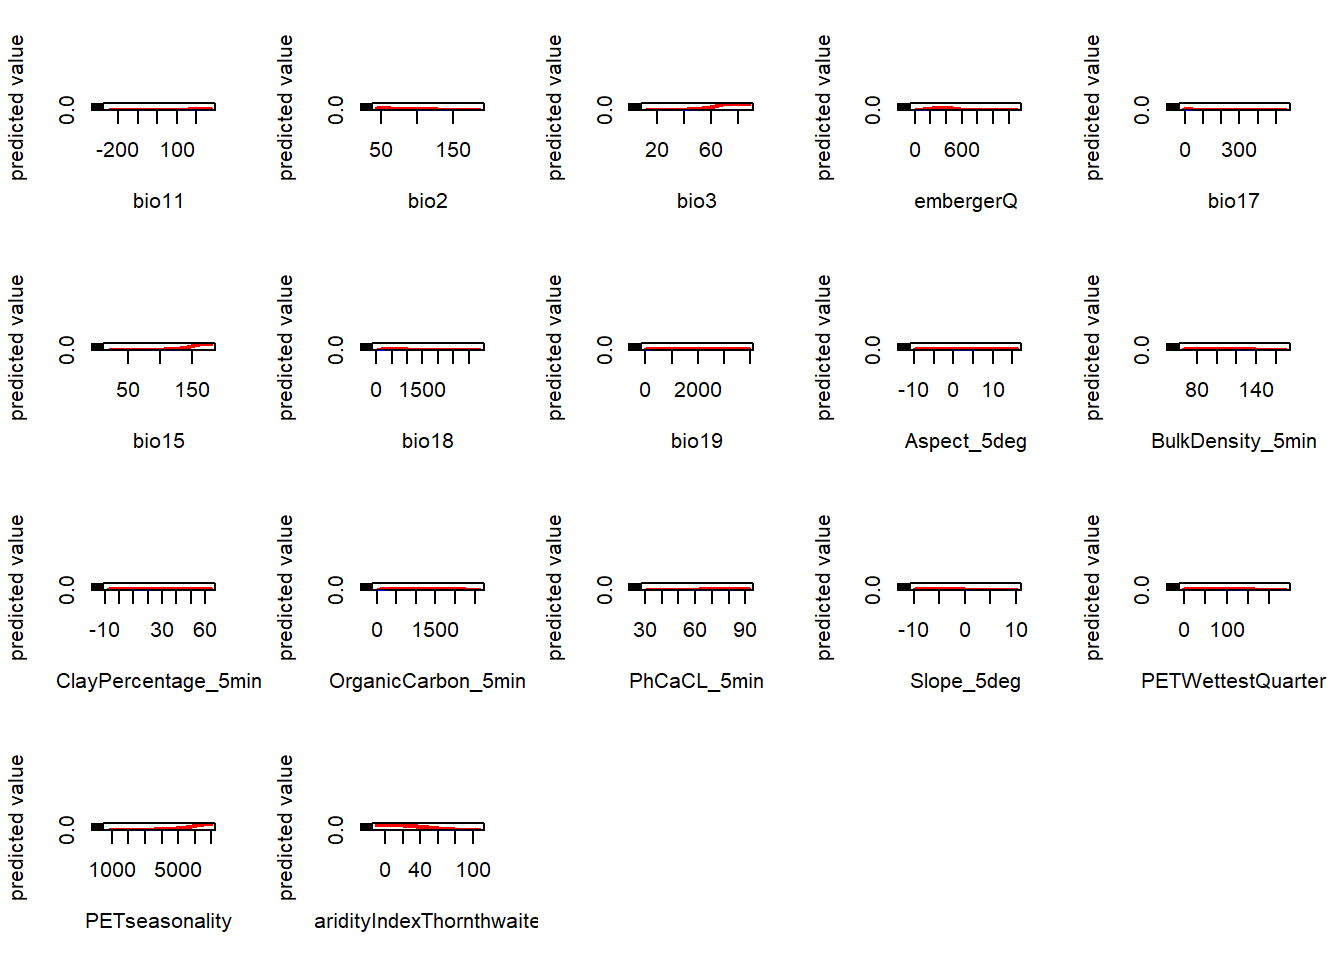 predicted value predicted value predicted value predicted value predicted value
0.0 0.0 0.0 0.0 0.0
-200 100 50 150 20 60 0 600 0 300
bio11 bio2 bio3 embergerQ bio17
predicted value predicted value predicted value predicted value predicted value
0.0 0.0 0.0 0.0 0.0
50 150 0 1500 0 2000 -10 0 10 80 140
bio15 bio18 bio19 Aspect_5deg BulkDensity_5min
predicted value predicted value predicted value predicted value predicted value
0.0 0.0 0.0 0.0 0.0
-10 30 60 0 1500 30 60 90 -10 0 10 0 100
ClayPercentage_5min OrganicCarbon_5min PhCaCL_5min Slope_5deg PETWettestQuarter
predicted value predicted value
0.0 0.0
1000 5000 0 40 100
PETseasonality aridityIndexThornthwaite